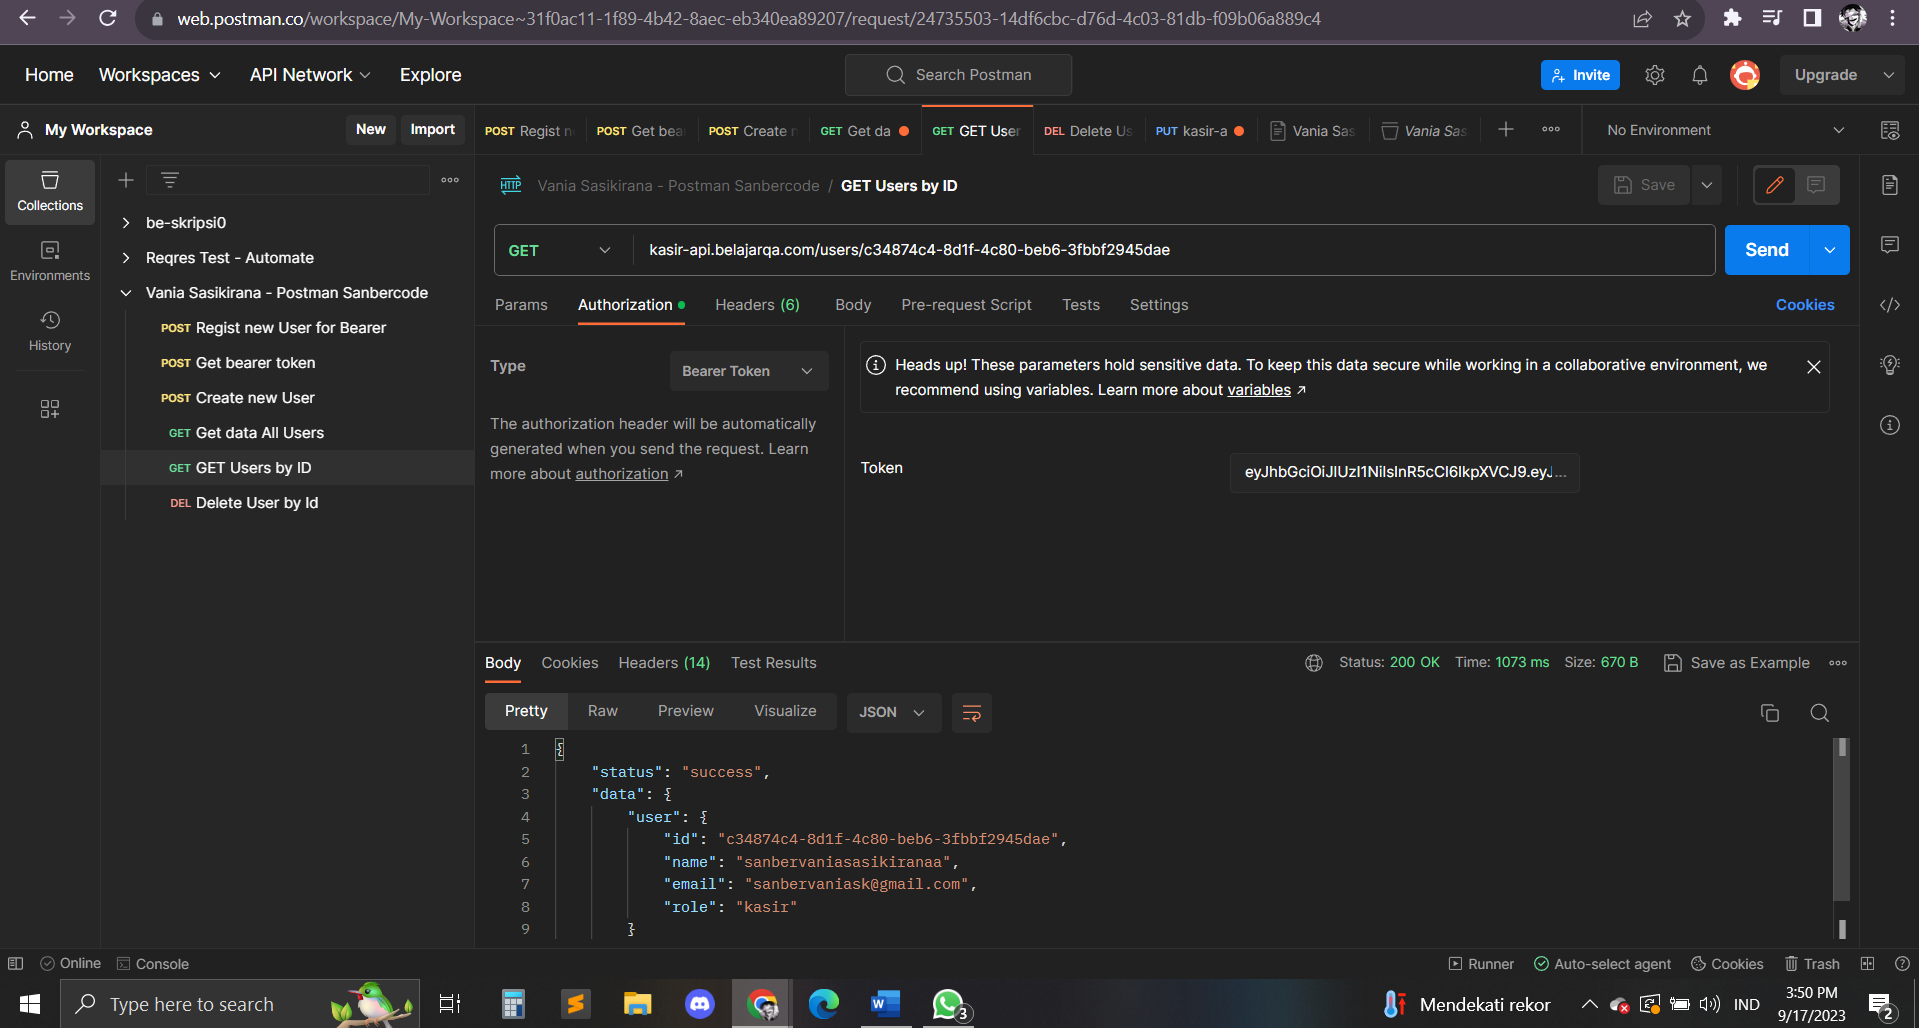 web.postman.co/workspace/My-Workspace~31f0ac11-1f89-4b42-8aec-eb340ea89207/request/24735503-14df6cbc-d76d-4c03-81db-f09b06a889c4
Home Workspaces API Network Explore Search Postman Invite Upgrade
My Workspace New Import
POST Regist n POST Get bea POST Create n GET Get da GET GET User DEL Delete Us PUT kasir-a Vania Sas Vania Sas No Environment
Collections
Environments
History
be-skripsi0
Reqres Test - Automate
Vania Sasikirana - Postman Sanbercode
POST Regist new User for Bearer
POST Get bearer token
POST Create new User
GET Get data All Users
GET GET Users by ID
DEL Delete User by Id
HTTP Vania Sasikirana - Postman Sanbercode / GET Users by ID Save
GET kasir-api.belajarqa.com/users/c34874c4-8d1f-4c80-beb6-3fbbf2945dae Send
Params Authorization Headers (6) Body Pre-request Script Tests Settings Cookies
Type Bearer Token
The authorization header will be automatically
generated when you send the request. Learn
more about authorization ↗
Heads up! These parameters hold sensitive data. To keep this data secure while working in a collaborative environment, we
recommend using variables. Learn more about variables ↗
Token eyJhbGciOiJIUzI1NiIsInR5cCI6IkpXVCJ9.eyJ...
Body Cookies Headers (14) Test Results Status: 200 OK Time: 1073 ms Size: 670 B Save as Example
Pretty Raw Preview Visualize JSON
1 {
2 "status": "success",
3 "data": {
4 "user": {
5 "id": "c34874c4-8d1f-4c80-beb6-3fbbf2945dae",
6 "name": "sanbervaniasasikiranaa",
7 "email": "sanbervaniask@gmail.com",
8 "role": "kasir"
9 }
Online Console Runner Auto-select agent Cookies Trash
Type here to search 3 Mendekati rekor IND 3:50 PM
9/17/2023 2